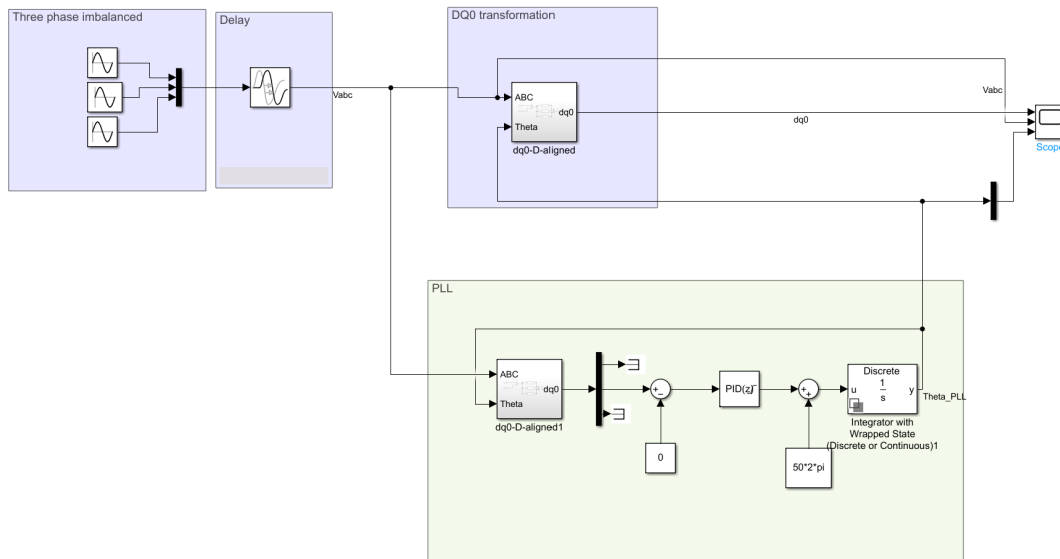 Three phase imbalanced
Delay
DQ0 transformation
Vabc
ABC
dq0
Theta
dq0-D-aligned
dq0
Vabc
Scope
PLL
ABC
dq0
Theta
dq0-D-aligned1
+
−
0
PID(z)
+
+
50*2*pi
Discrete
u
1
s
y
Theta_PLL
Integrator with
Wrapped State
(Discrete or Continuous)1